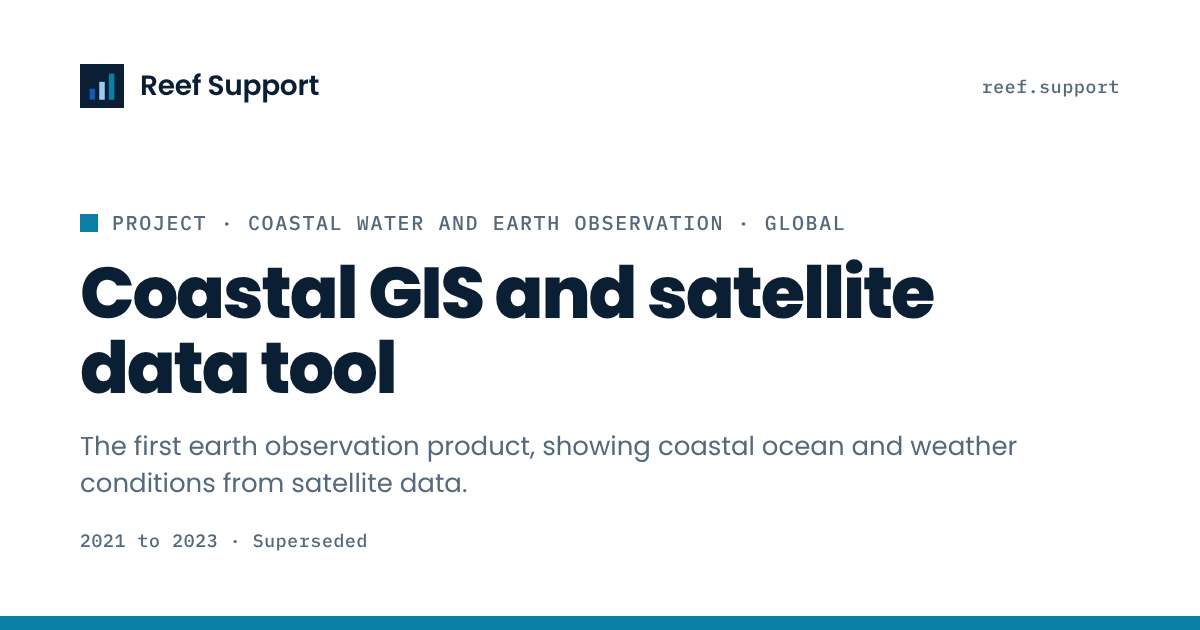 Reef Support
reef.support
PROJECT · COASTAL WATER AND EARTH OBSERVATION · GLOBAL
Coastal GIS and satellite
data tool
The first earth observation product, showing coastal ocean and weather
conditions from satellite data.
2021 to 2023 · Superseded